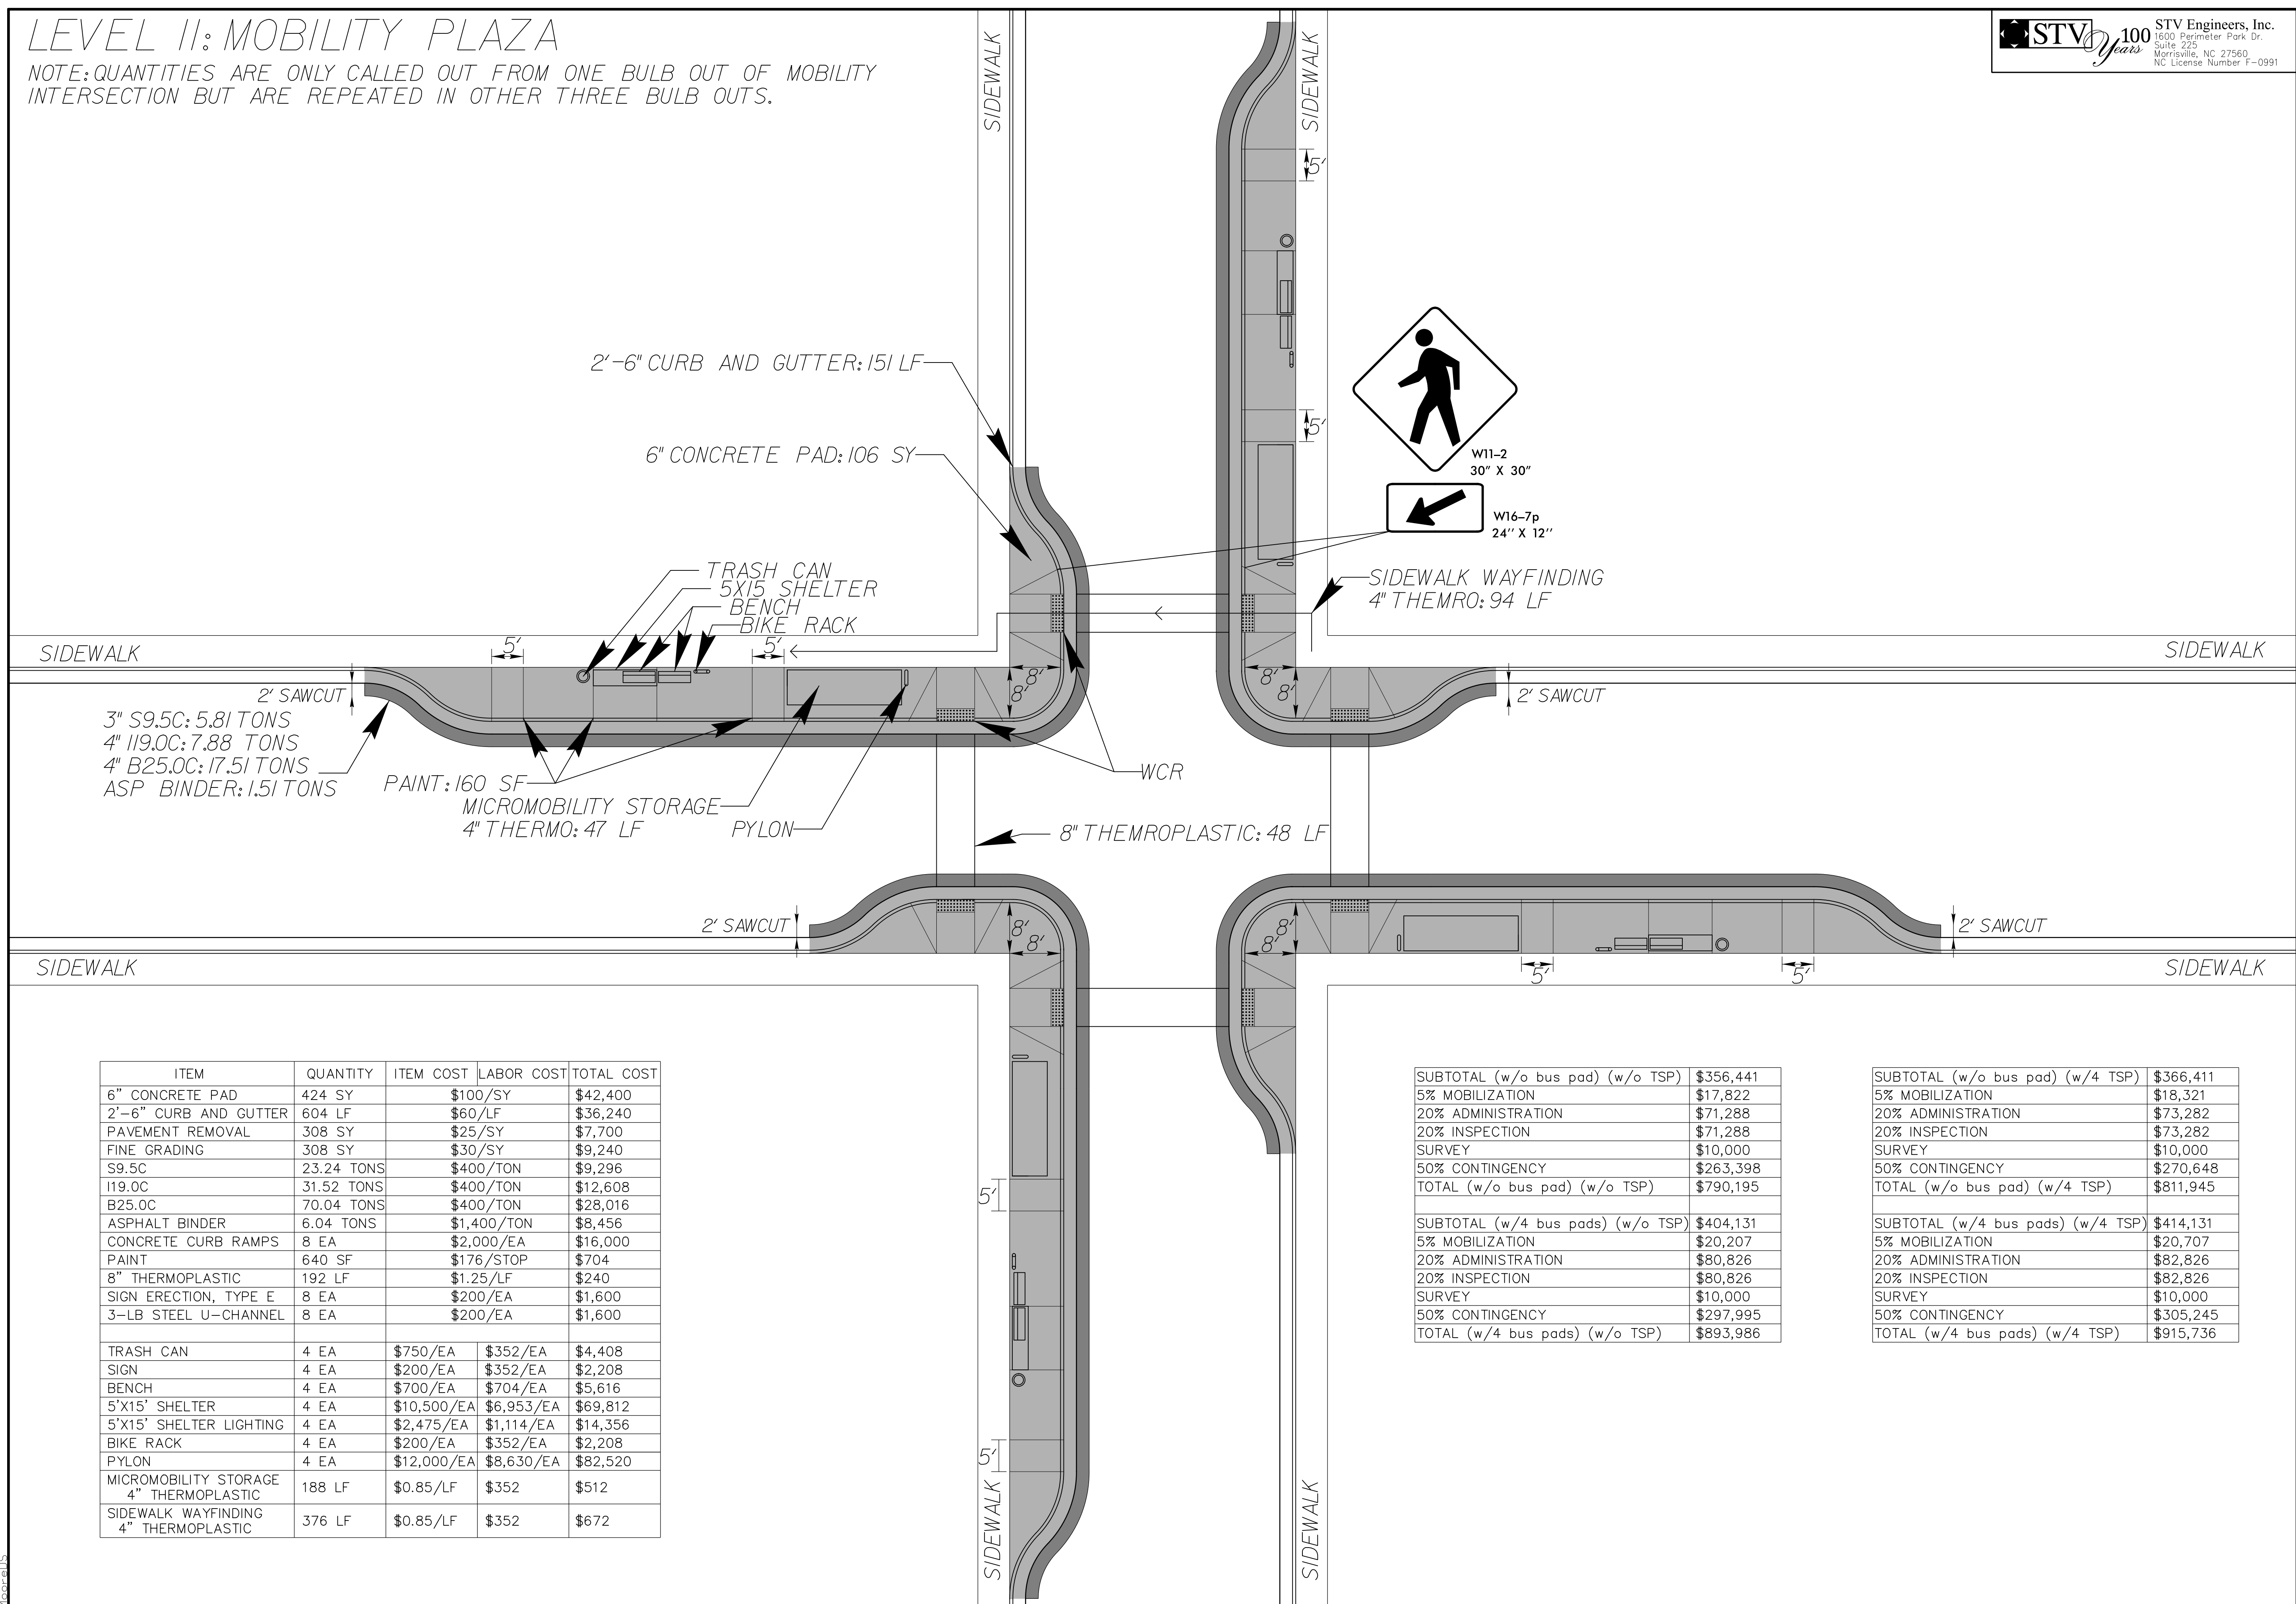 LEVEL II: MOBILITY PLAZA
NOTE: QUANTITIES ARE ONLY CALLED OUT FROM ONE BULB OUT OF MOBILITY
INTERSECTION BUT ARE REPEATED IN OTHER THREE BULB OUTS.
STV 100 Years
STV Engineers, Inc.
1600 Perimeter Park Dr.
Suite 225
Morrisville, NC 27560
NC License Number F-0991
SIDEWALK
SIDEWALK
5'
5'
2'-6" CURB AND GUTTER: 151 LF
6" CONCRETE PAD: 106 SY
W11-2
30" X 30"
W16-7p
24'' X 12''
TRASH CAN
5X15 SHELTER
BENCH
BIKE RACK
SIDEWALK WAYFINDING
4" THEMRO: 94 LF
SIDEWALK
5'
5'
SIDEWALK
8'
8'
8'
8'
2' SAWCUT
2' SAWCUT
3" S9.5C: 5.81 TONS
4" I19.0C: 7.88 TONS
4" B25.0C: 17.51 TONS
ASP BINDER: 1.51 TONS
PAINT: 160 SF
MICROMOBILITY STORAGE
4" THERMO: 47 LF
PYLON
WCR
8" THEMROPLASTIC: 48 LF
2' SAWCUT
8'
8'
8'
8'
2' SAWCUT
SIDEWALK
5'
5'
SIDEWALK
5'
5'
SIDEWALK
SIDEWALK
ITEM QUANTITY ITEM COST LABOR COST TOTAL COST
6" CONCRETE PAD 424 SY $100/SY $42,400
2'-6" CURB AND GUTTER 604 LF $60/LF $36,240
PAVEMENT REMOVAL 308 SY $25/SY $7,700
FINE GRADING 308 SY $30/SY $9,240
S9.5C 23.24 TONS $400/TON $9,296
I19.0C 31.52 TONS $400/TON $12,608
B25.0C 70.04 TONS $400/TON $28,016
ASPHALT BINDER 6.04 TONS $1,400/TON $8,456
CONCRETE CURB RAMPS 8 EA $2,000/EA $16,000
PAINT 640 SF $176/STOP $704
8" THERMOPLASTIC 192 LF $1.25/LF $240
SIGN ERECTION, TYPE E 8 EA $200/EA $1,600
3-LB STEEL U-CHANNEL 8 EA $200/EA $1,600
TRASH CAN 4 EA $750/EA $352/EA $4,408
SIGN 4 EA $200/EA $352/EA $2,208
BENCH 4 EA $700/EA $704/EA $5,616
5'X15' SHELTER 4 EA $10,500/EA $6,953/EA $69,812
5'X15' SHELTER LIGHTING 4 EA $2,475/EA $1,114/EA $14,356
BIKE RACK 4 EA $200/EA $352/EA $2,208
PYLON 4 EA $12,000/EA $8,630/EA $82,520
MICROMOBILITY STORAGE
4" THERMOPLASTIC 188 LF $0.85/LF $352 $512
SIDEWALK WAYFINDING
4" THERMOPLASTIC 376 LF $0.85/LF $352 $672
SUBTOTAL (w/o bus pad) (w/o TSP) $356,441
5% MOBILIZATION $17,822
20% ADMINISTRATION $71,288
20% INSPECTION $71,288
SURVEY $10,000
50% CONTINGENCY $263,398
TOTAL (w/o bus pad) (w/o TSP) $790,195
SUBTOTAL (w/4 bus pads) (w/o TSP) $404,131
5% MOBILIZATION $20,207
20% ADMINISTRATION $80,826
20% INSPECTION $80,826
SURVEY $10,000
50% CONTINGENCY $297,995
TOTAL (w/4 bus pads) (w/o TSP) $893,986
SUBTOTAL (w/o bus pad) (w/4 TSP) $366,411
5% MOBILIZATION $18,321
20% ADMINISTRATION $73,282
20% INSPECTION $73,282
SURVEY $10,000
50% CONTINGENCY $270,648
TOTAL (w/o bus pad) (w/4 TSP) $811,945
SUBTOTAL (w/4 bus pads) (w/4 TSP) $414,131
5% MOBILIZATION $20,707
20% ADMINISTRATION $82,826
20% INSPECTION $82,826
SURVEY $10,000
50% CONTINGENCY $305,245
TOTAL (w/4 bus pads) (w/4 TSP) $915,736